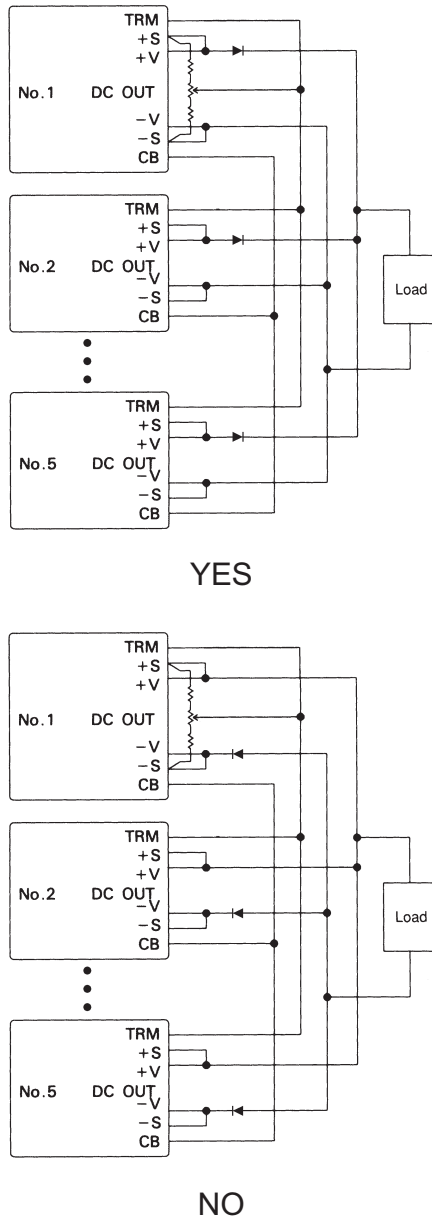 TRM
+S
+V
No.1 DC OUT
−V
−S
CB
TRM
+S
+V
No.2 DC OUT
−V
−S
CB
Load
TRM
+S
+V
No.5 DC OUT
−V
−S
CB
YES
TRM
+S
+V
No.1 DC OUT
−V
−S
CB
TRM
+S
+V
No.2 DC OUT
−V
−S
CB
Load
TRM
+S
+V
No.5 DC OUT
−V
−S
CB
NO